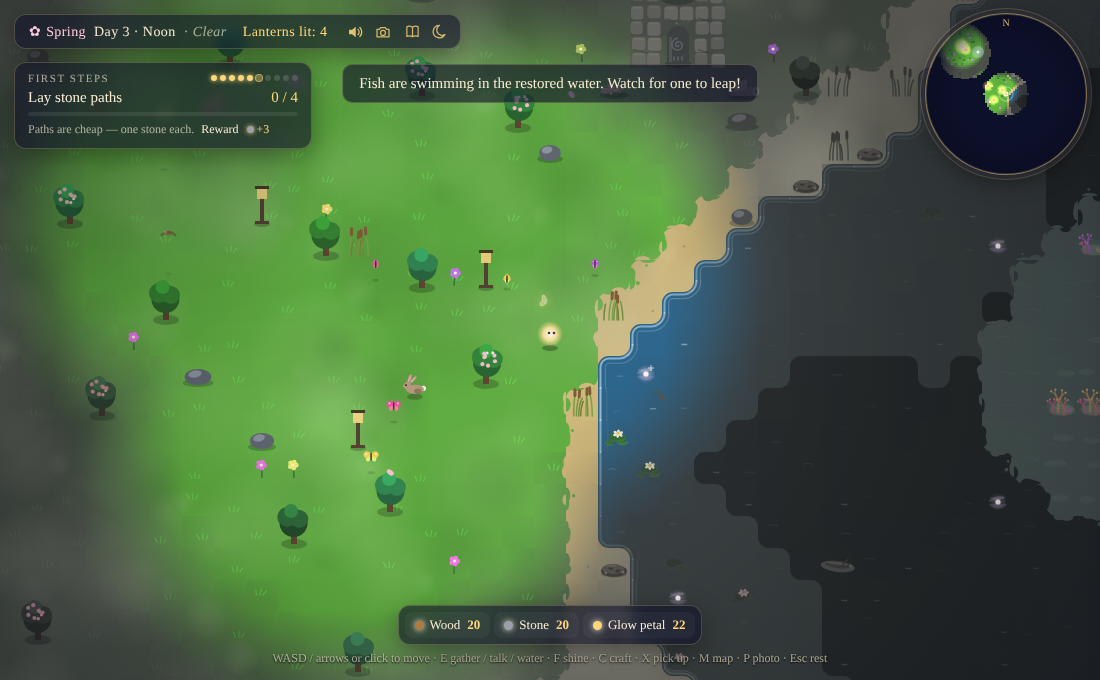 Spring Day 3 · Noon · Clear Lanterns lit: 4
FIRST STEPS
Lay stone paths 0 / 4
Paths are cheap — one stone each. Reward +3
Fish are swimming in the restored water. Watch for one to leap!
N
Wood 20 Stone 20 Glow petal 22
WASD / arrows or click to move · E gather / talk / water · F shine · C craft · X pick up · M map · P photo · Esc rest